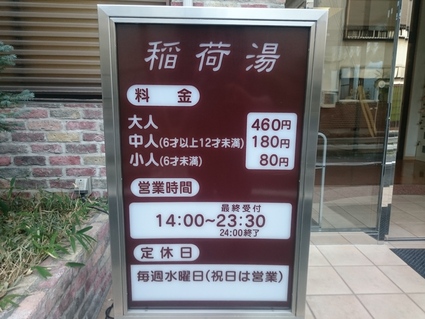 稲荷湯
料金
大人 460円
中人(6才以上12才未満) 180円
小人(6才未満) 80円
営業時間
最終受付
14:00~23:30
24:00終了
定休日
毎週水曜日(祝日は営業)